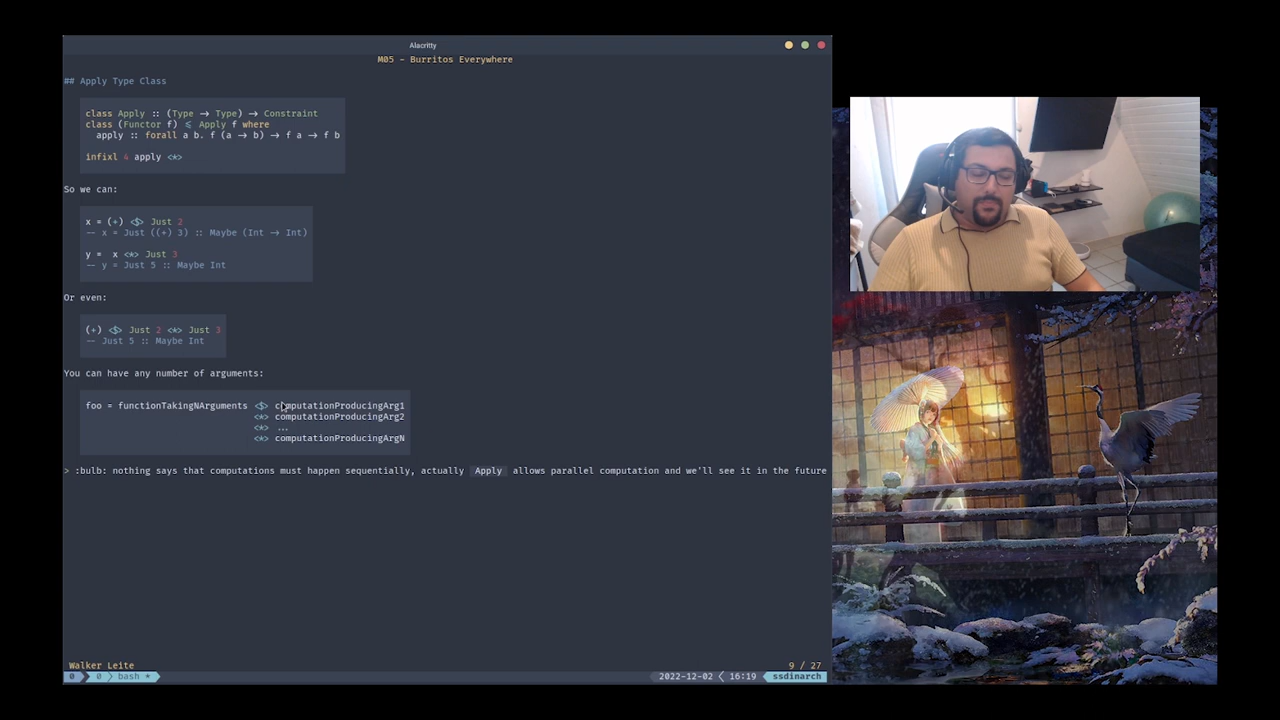 Alacritty
M05 - Burritos Everywhere
## Apply Type Class
class Apply :: (Type → Type) → Constraint
class (Functor f) ⩽ Apply f where
apply :: forall a b. f (a → b) → f a → f b
infixl 4 apply <*>
So we can:
x = (+) <$> Just 2
-- x = Just ((+) 3) :: Maybe (Int → Int)
y =  x <*> Just 3
-- y = Just 5 :: Maybe Int
Or even:
(+) <$> Just 2 <*> Just 3
-- Just 5 :: Maybe Int
You can have any number of arguments:
foo = functionTakingNArguments <$> computationProducingArg1
<*> computationProducingArg2
<*> ...
<*> computationProducingArgN
> :bulb: nothing says that computations must happen sequentially, actually Apply allows parallel computation and we'll see it in the future
Walker Leite 9 / 27
0 0 bash * 2022-12-02 16:19 ssdinarch